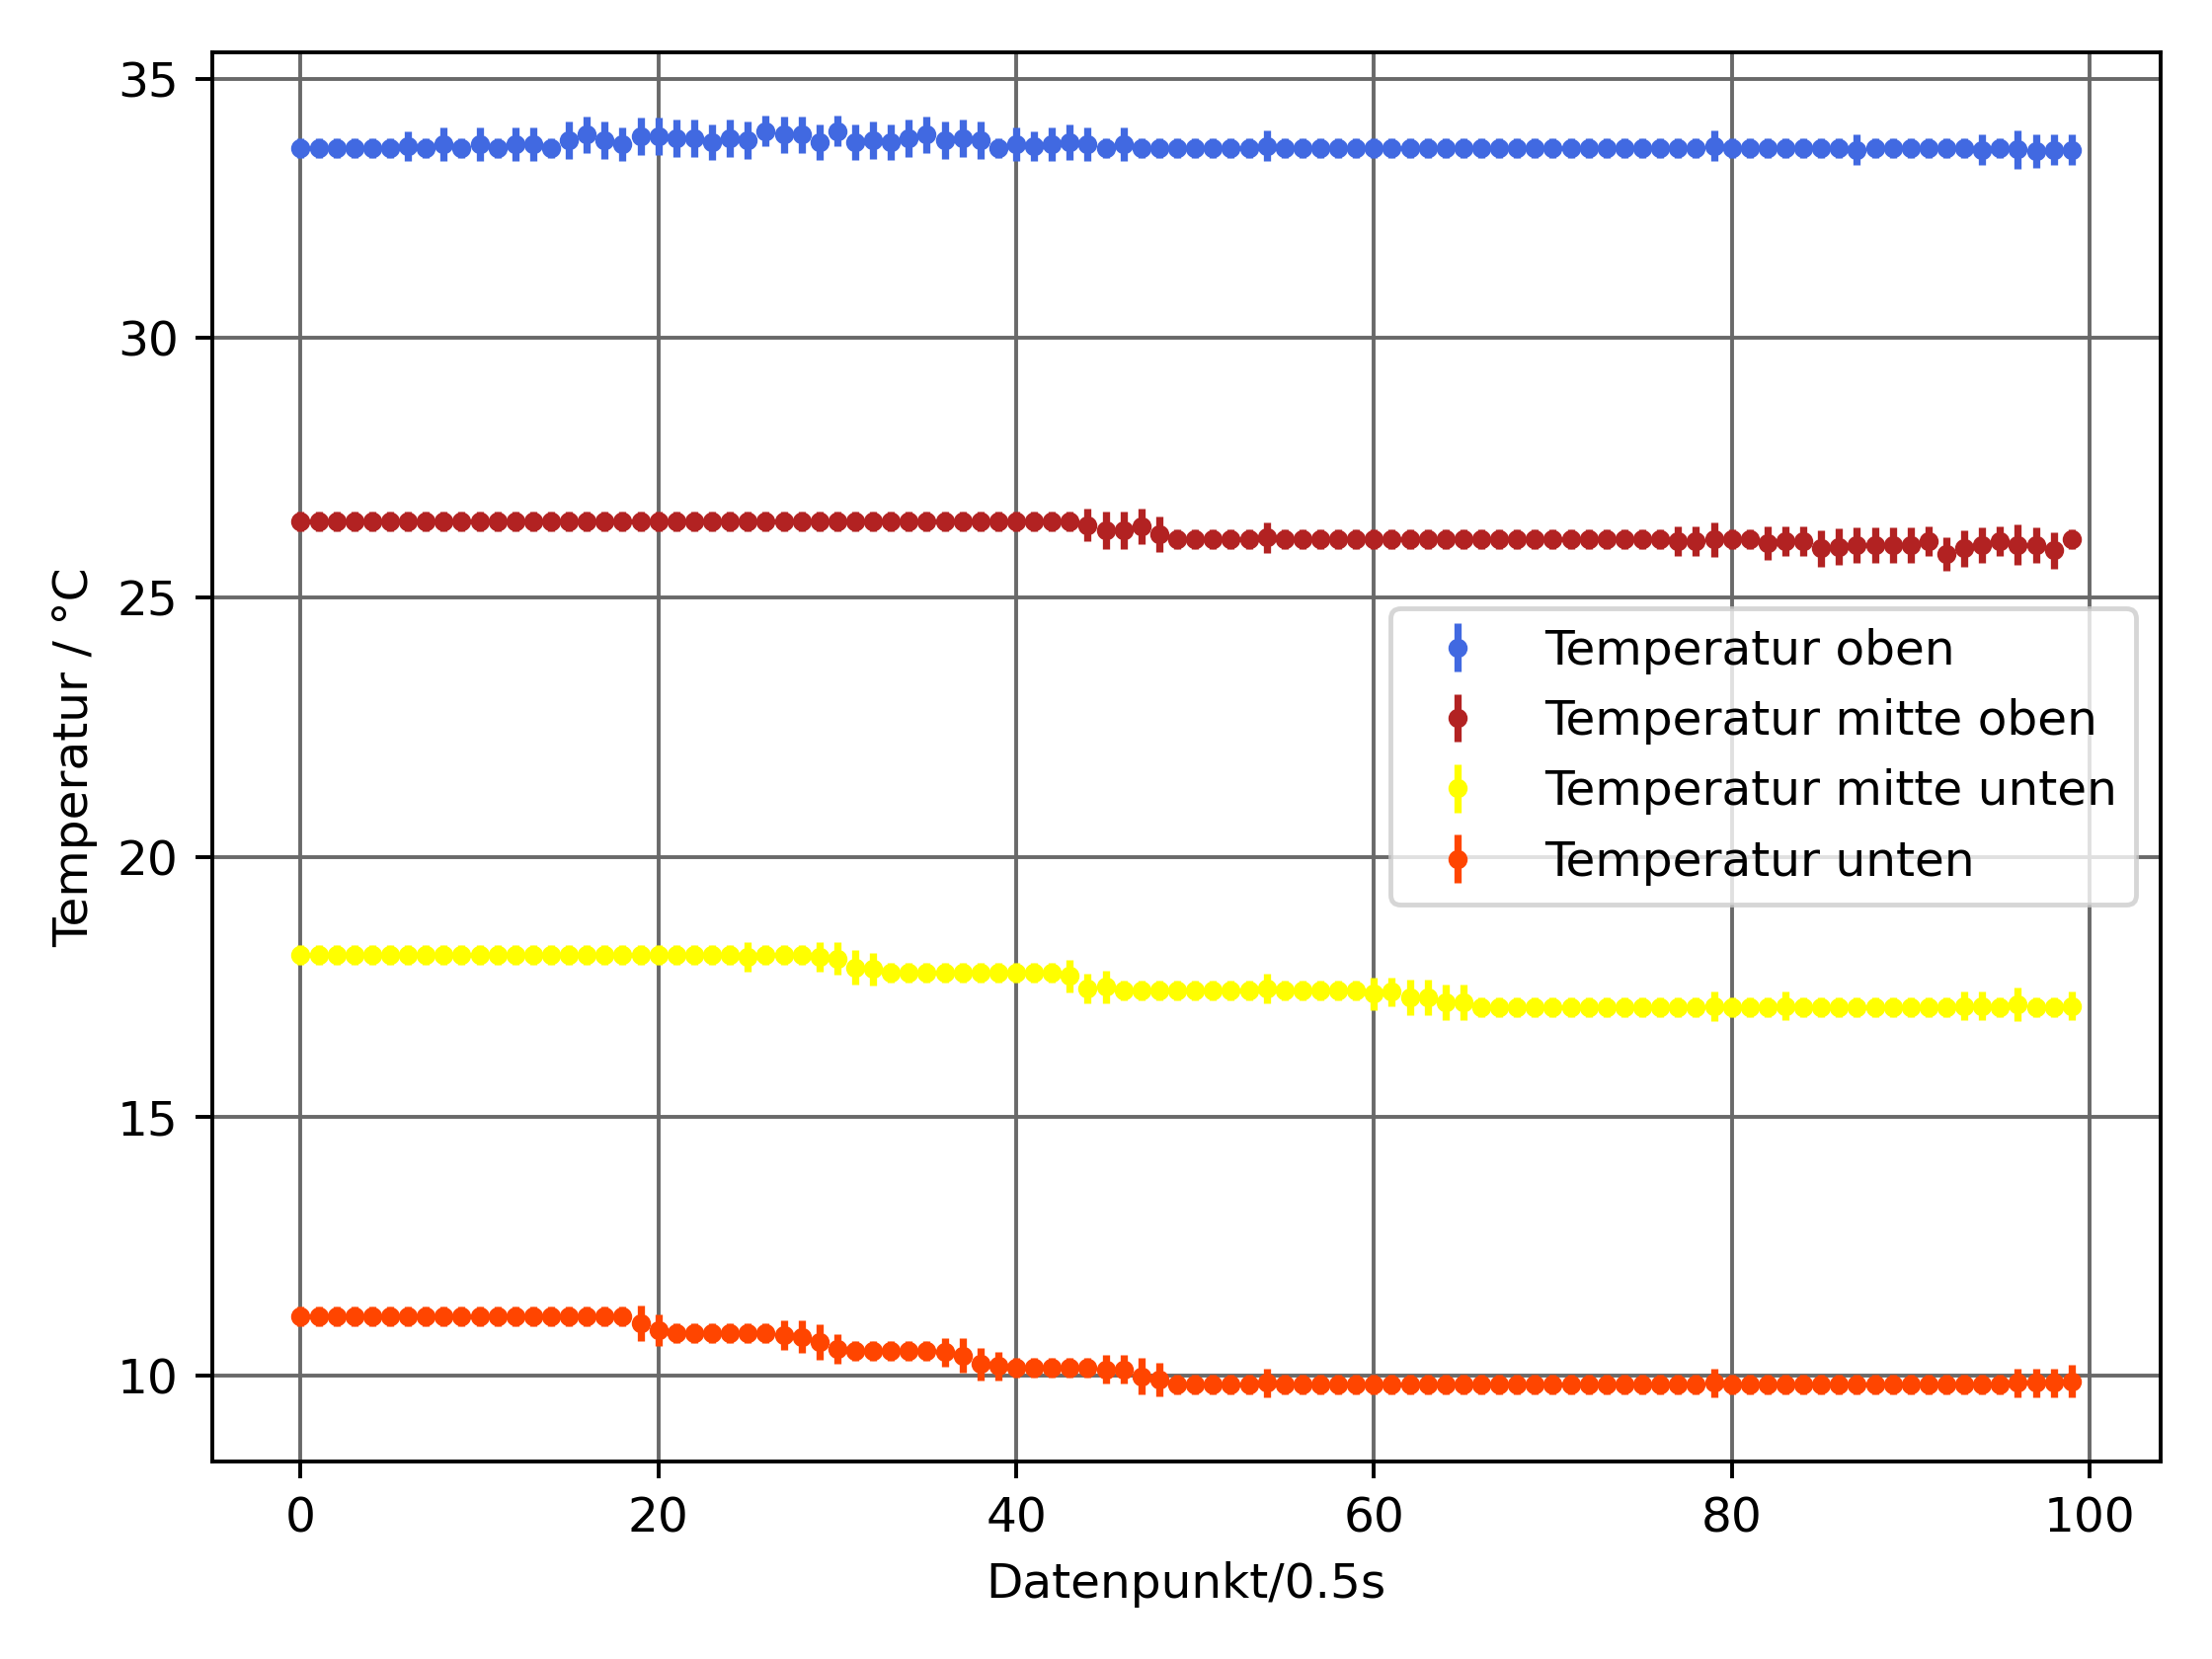 35
30
25
20
15
10
Temperatur / °C
Temperatur oben
Temperatur mitte oben
Temperatur mitte unten
Temperatur unten
0 20 40 60 80 100
Datenpunkt/0.5s